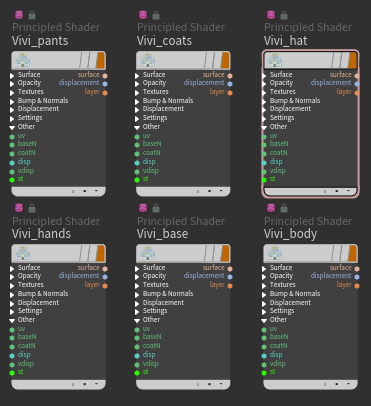 Principled Shader
Vivi_pants
Surface surface
Opacity displacement
Textures layer
Bump & Normals
Displacement
Settings
Other
uv
baseN
coatN
disp
vdisp
st
Principled Shader
Vivi_coats
Surface surface
Opacity displacement
Textures layer
Bump & Normals
Displacement
Settings
Other
uv
baseN
coatN
disp
vdisp
st
Principled Shader
Vivi_hat
Surface surface
Opacity displacement
Textures layer
Bump & Normals
Displacement
Settings
Other
uv
baseN
coatN
disp
vdisp
st
Principled Shader
Vivi_hands
Surface surface
Opacity displacement
Textures layer
Bump & Normals
Displacement
Settings
Other
uv
baseN
coatN
disp
vdisp
st
Principled Shader
Vivi_base
Surface surface
Opacity displacement
Textures layer
Bump & Normals
Displacement
Settings
Other
uv
baseN
coatN
disp
vdisp
st
Principled Shader
Vivi_body
Surface surface
Opacity displacement
Textures layer
Bump & Normals
Displacement
Settings
Other
uv
baseN
coatN
disp
vdisp
st